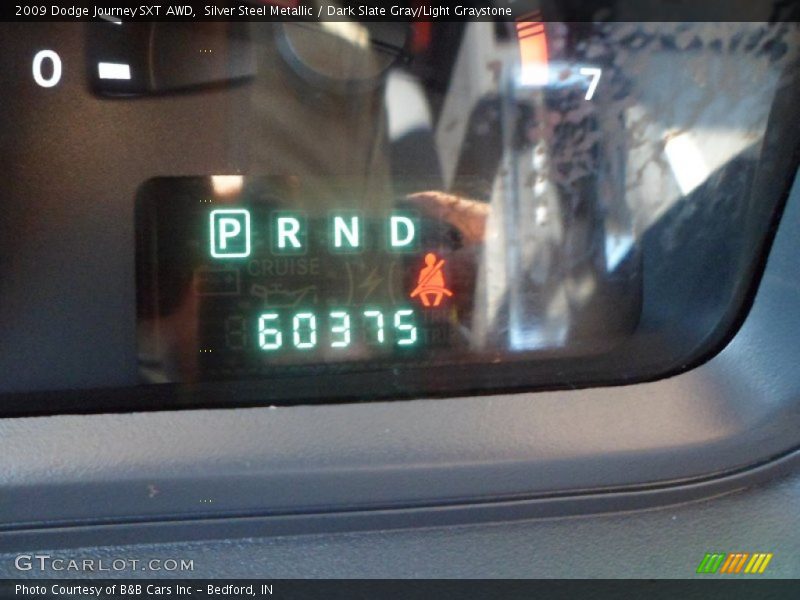 2009 Dodge Journey SXT AWD, Silver Steel Metallic / Dark Slate Gray/Light Graystone
0
7
P R N D
CRUISE
60375
GTCARLOT.COM
Photo Courtesy of B&B Cars Inc - Bedford, IN